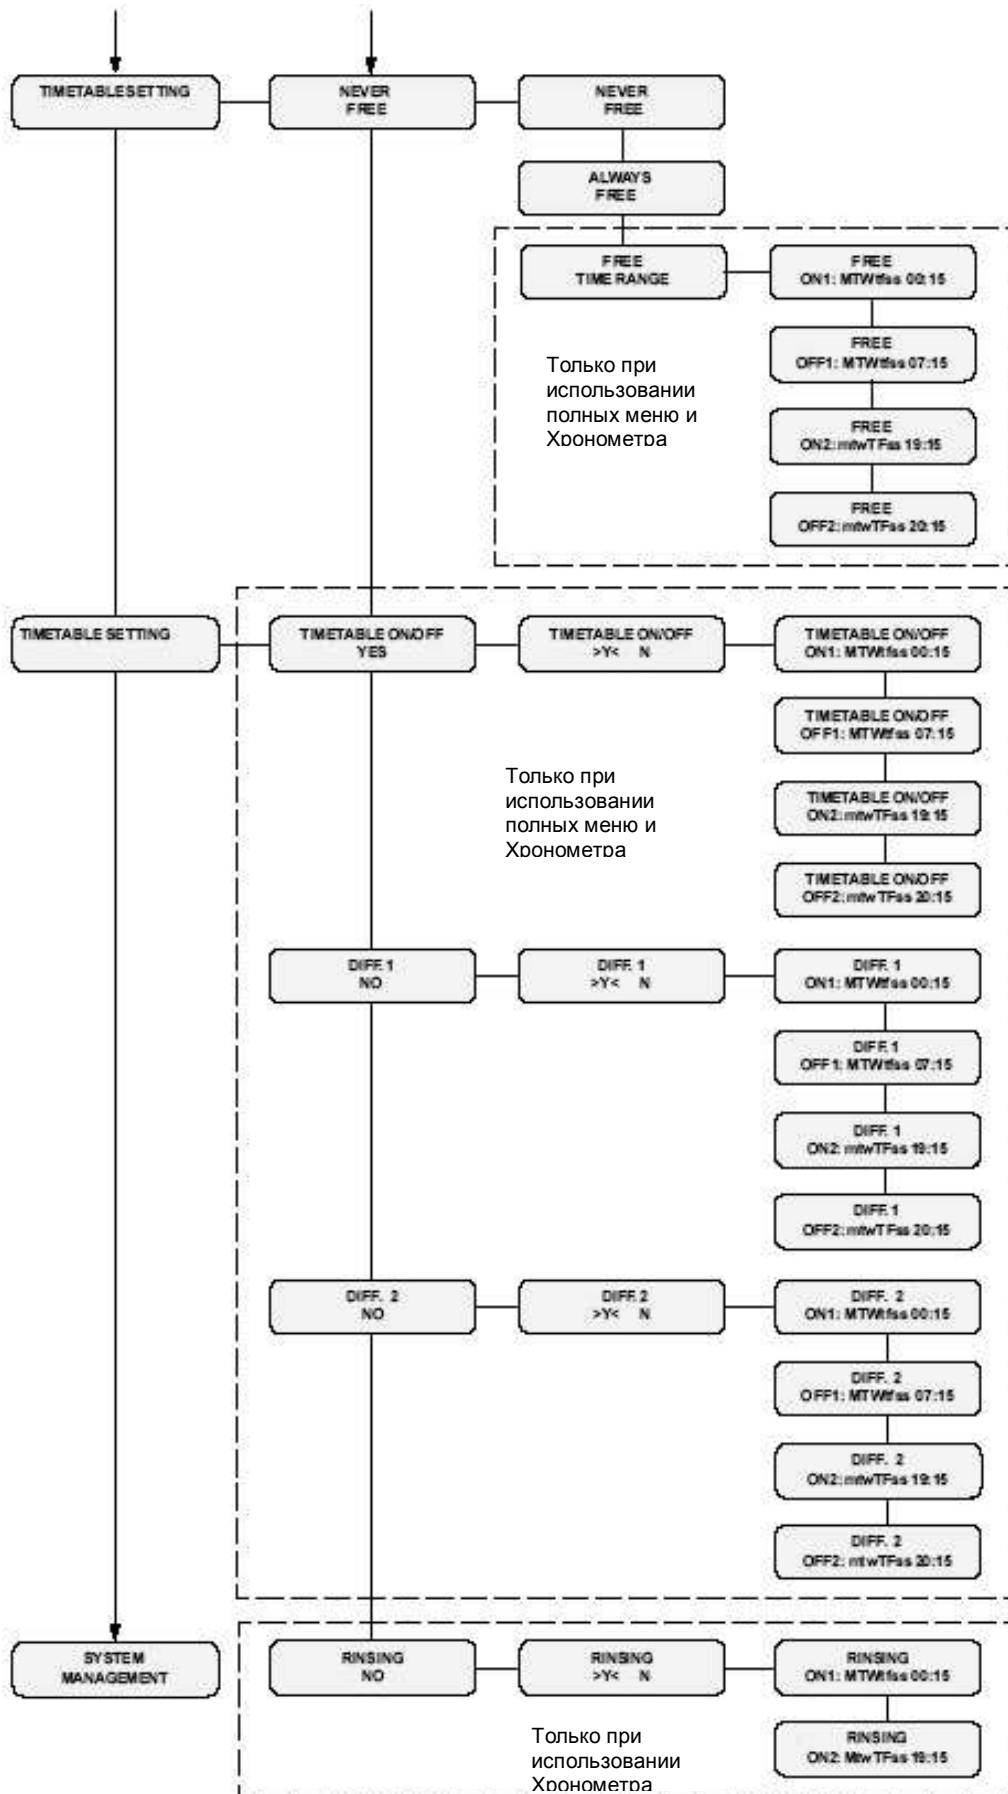 TIMETABLE SETTING
NEVER
FREE
NEVER
FREE
ALWAYS
FREE
FREE
TIME RANGE
FREE
ON1: MTWtfss 00:15
Только при
использовании
полных меню и
Хронометра
FREE
OFF1: MTWtfss 07:15
FREE
ON2: mtwTFss 19:15
FREE
OFF2: mtwTFss 20:15
TIMETABLE SETTING
TIMETABLE ON/OFF
YES
TIMETABLE ON/OFF
>Y< N
TIMETABLE ON/OFF
ON1: MTWtfss 00:15
TIMETABLE ON/OFF
OFF1: MTWtfss 07:15
Только при
использовании
полных меню и
Хронометра
TIMETABLE ON/OFF
ON2: mtwTFss 19:15
TIMETABLE ON/OFF
OFF2: mtwTFss 20:15
DIFF. 1
NO
DIFF. 1
>Y< N
DIFF. 1
ON1: MTWtfss 00:15
DIFF. 1
OFF1: MTWtfss 07:15
DIFF. 1
ON2: mtwTFss 19:15
DIFF. 1
OFF2: mtwTFss 20:15
DIFF. 2
NO
DIFF. 2
>Y< N
DIFF. 2
ON1: MTWtfss 00:15
DIFF. 2
OFF1: MTWtfss 07:15
DIFF. 2
ON2: mtwTFss 19:15
DIFF. 2
OFF2: mtwTFss 20:15
SYSTEM
MANAGEMENT
RINSING
NO
RINSING
>Y< N
RINSING
ON1: MTWtfss 00:15
Только при
использовании
Хронометра
RINSING
ON2: MtwTFss 19:15